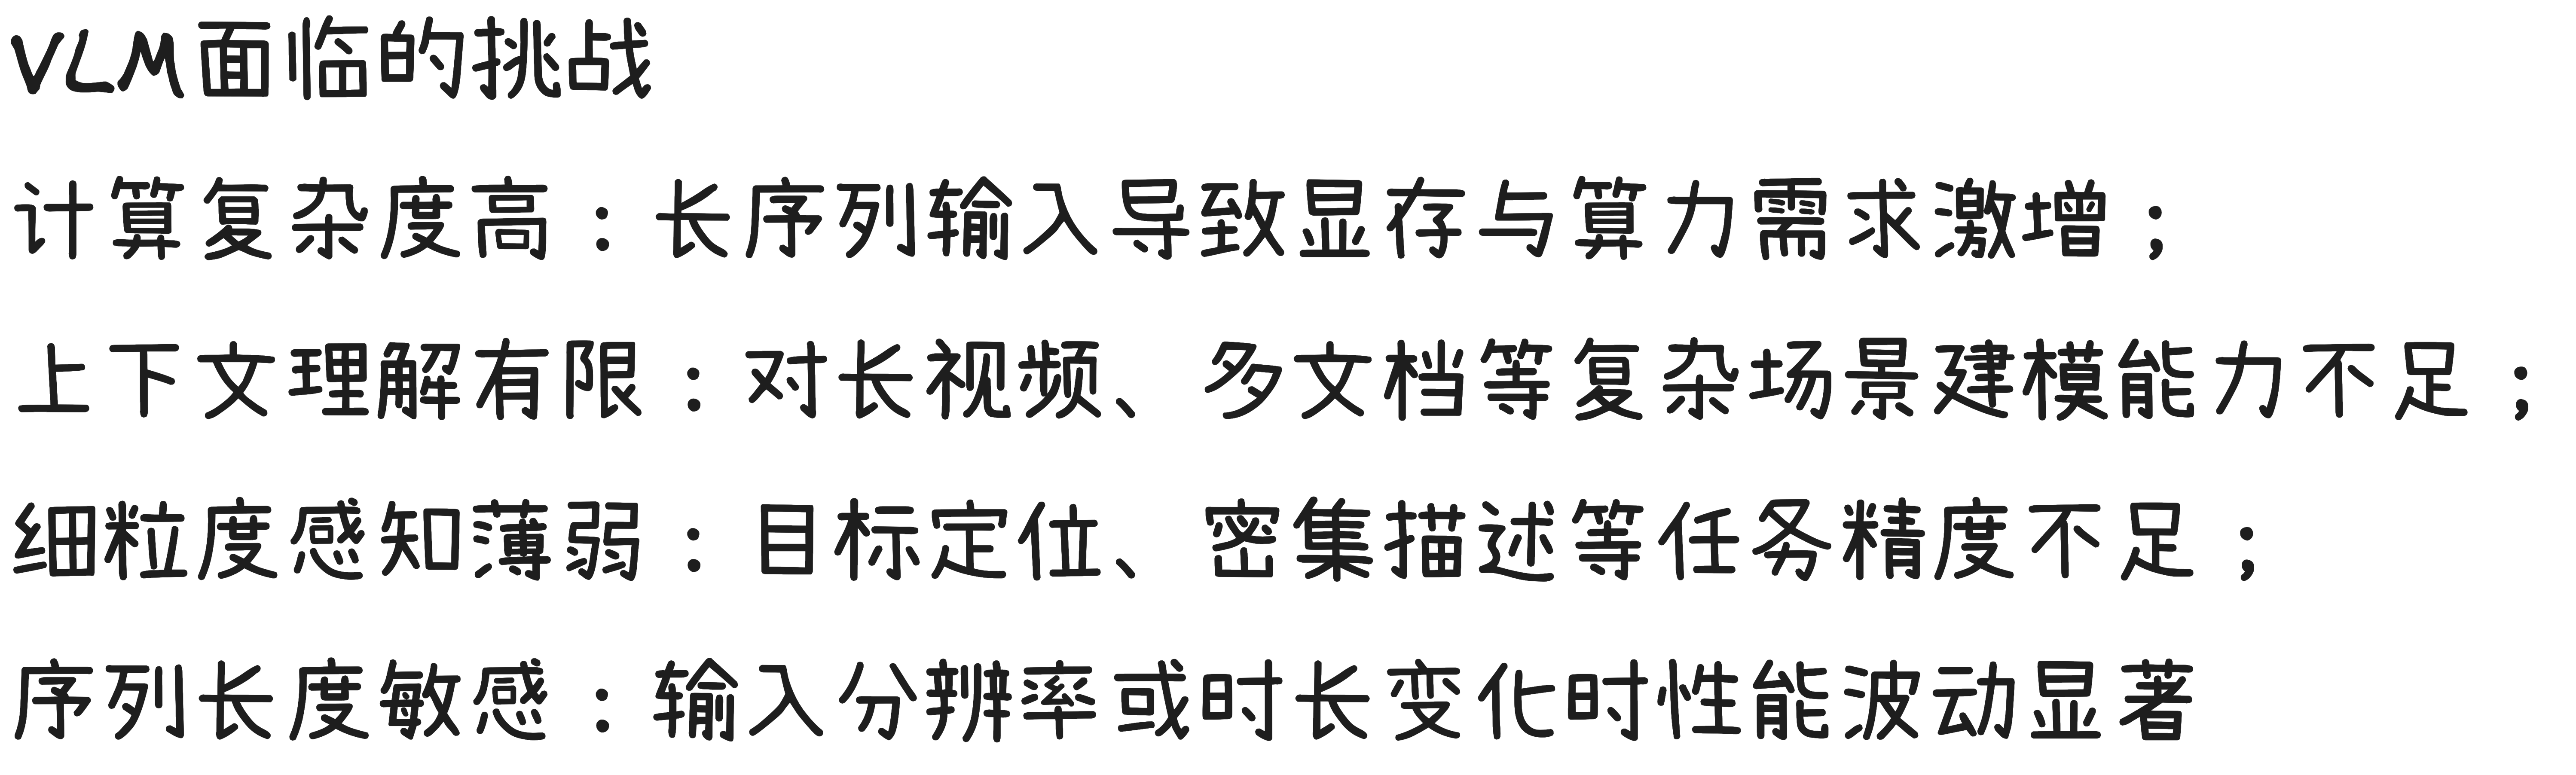 VLM面临的挑战
计算复杂度高：长序列输入导致显存与算力需求激增；
上下文理解有限：对长视频、多文档等复杂场景建模能力不足；
细粒度感知薄弱：目标定位、密集描述等任务精度不足；
序列长度敏感：输入分辨率或时长变化时性能波动显著